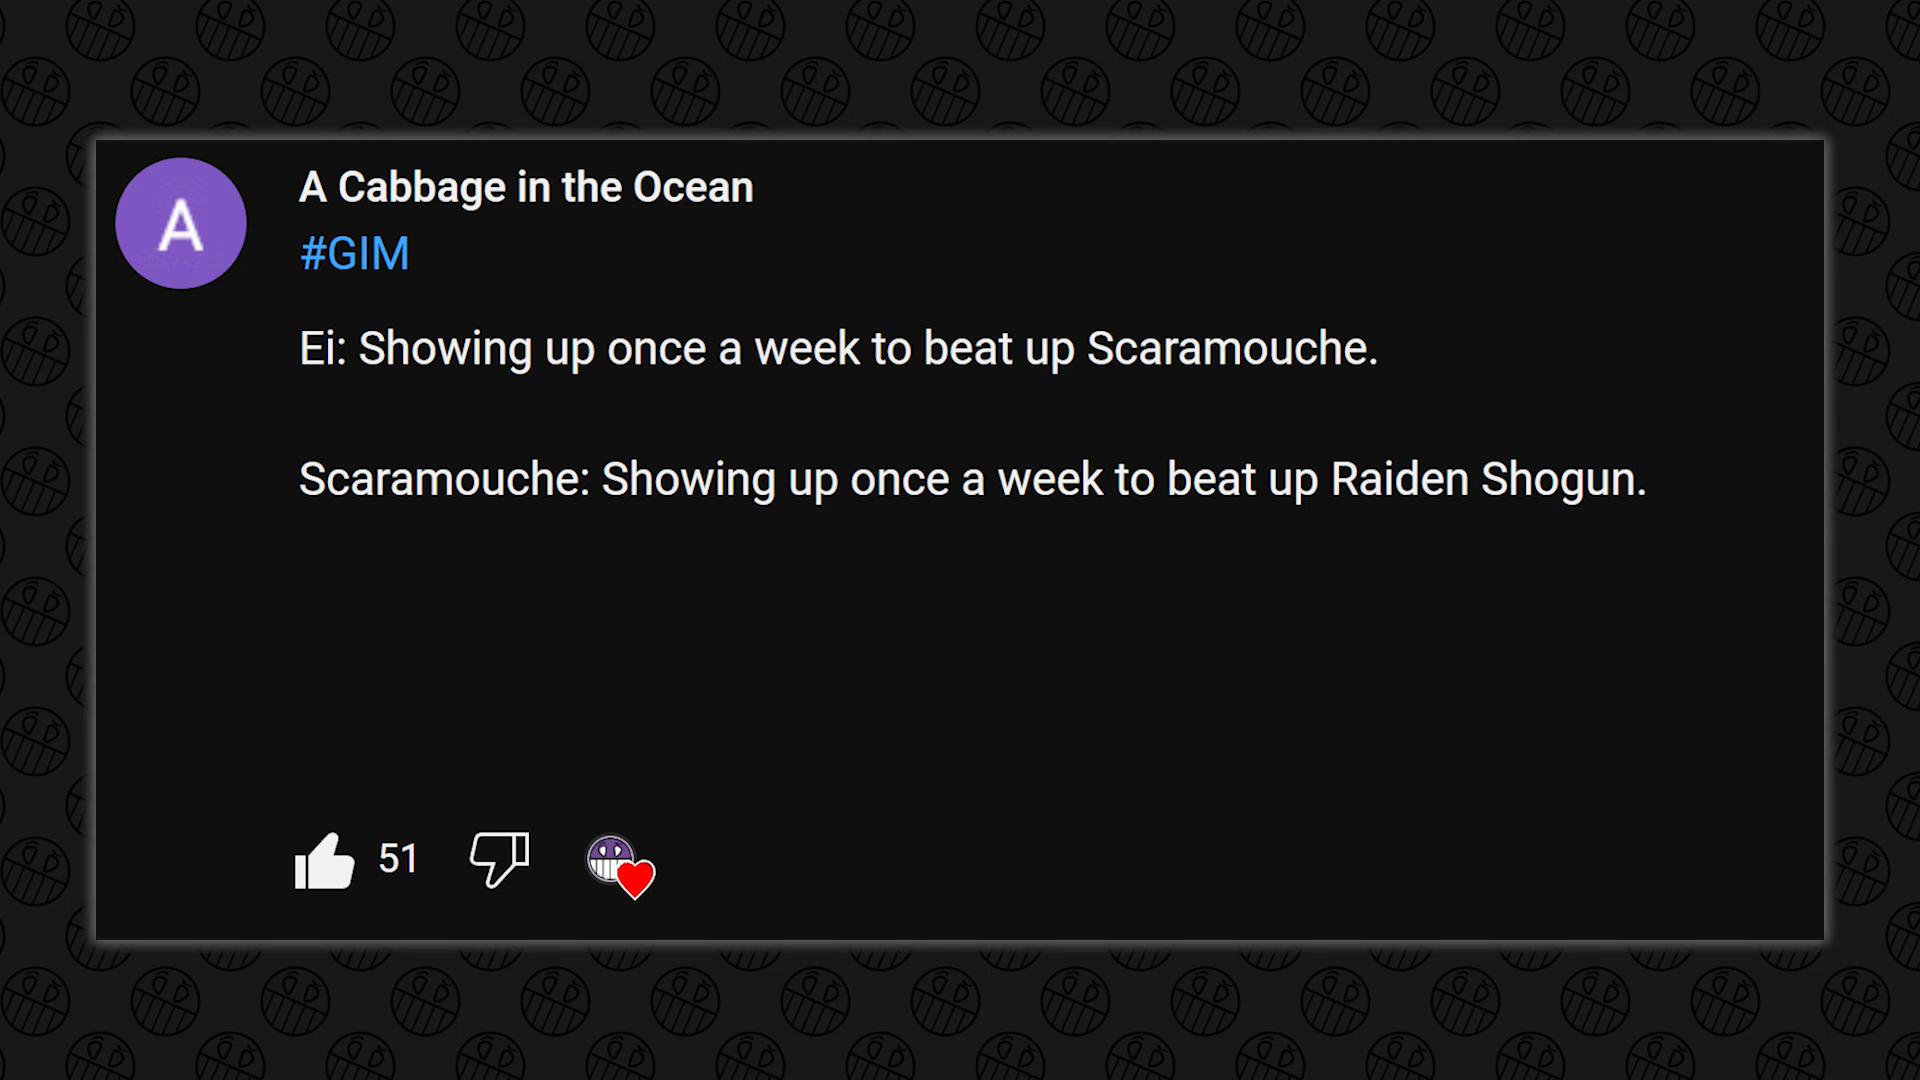 A
A Cabbage in the Ocean
#GIM
Ei: Showing up once a week to beat up Scaramouche.
Scaramouche: Showing up once a week to beat up Raiden Shogun.
51